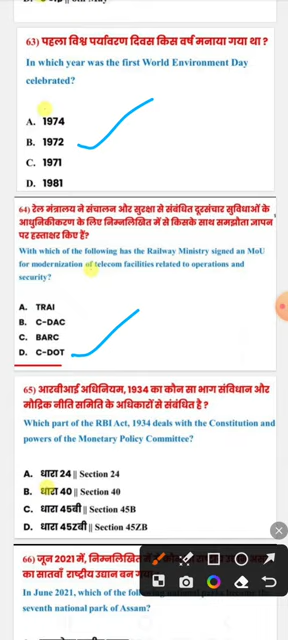 63) पहला विश्व पर्यावरण दिवस किस वर्ष मनाया गया था ?
In which year was the first World Environment Day
celebrated?
A. 1974
B. 1972
C. 1971
D. 1981
64) रेल मंत्रालय ने संचालन और सुरक्षा से संबंधित दूरसंचार सुविधाओं के
आधुनिकीकरण के लिए निम्नलिखित में से किसके साथ समझौता ज्ञापन
पर हस्ताक्षर किए हैं?
With which of the following has the Railway Ministry signed an MoU
for modernization of telecom facilities related to operations and
security?
A. TRAI
B. C-DAC
C. BARC
D. C-DOT
65) आरबीआई अधिनियम, 1934 का कौन सा भाग संविधान और
मौद्रिक नीति समिति के अधिकारों से संबंधित है ?
Which part of the RBI Act, 1934 deals with the Constitution and
powers of the Monetary Policy Committee?
A. धारा 24 || Section 24
B. धारा 40 || Section 40
C. धारा 45बी || Section 45B
D. धारा 45Zबी || Section 45ZB
66) जून 2021 में, निम्नलिखित में
का सातवाँ राष्ट्रीय उद्यान बन
In June 2021, which of the
seventh national park of Assam?